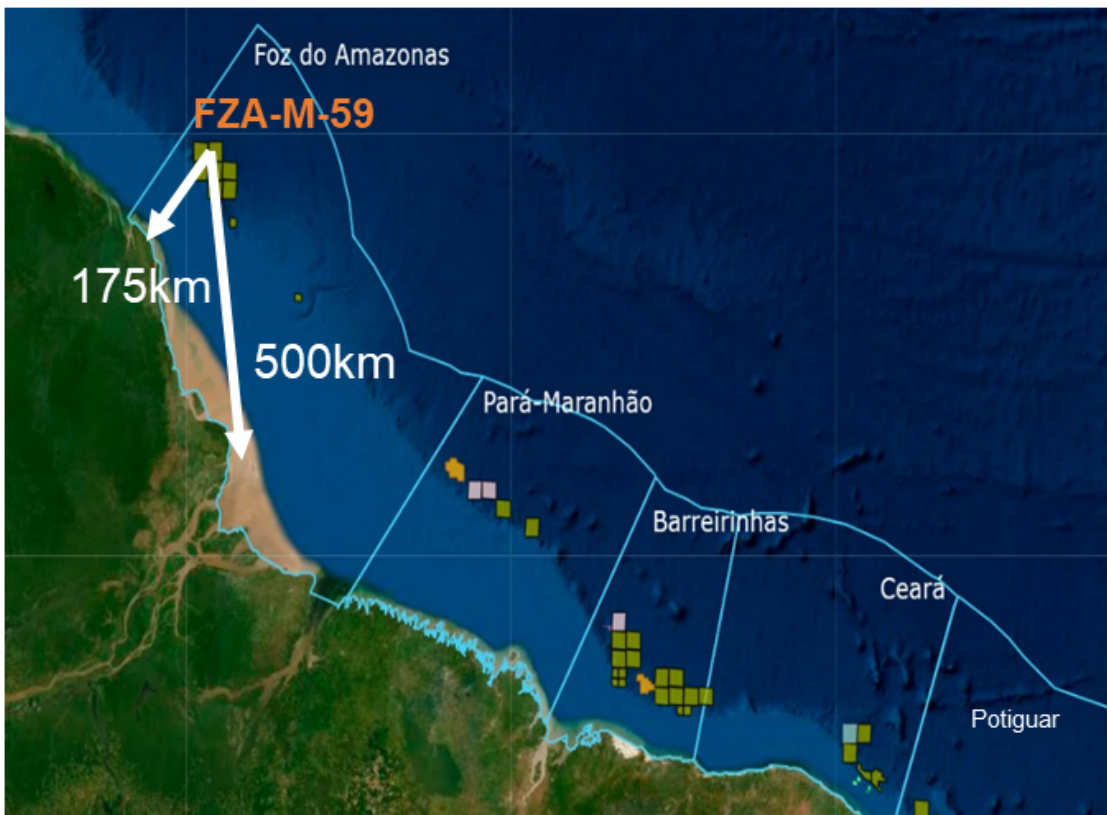 Foz do Amazonas
FZA-M-59
175km
500km
Pará-Maranhão
Barreirinhas
Ceará
Potiguar